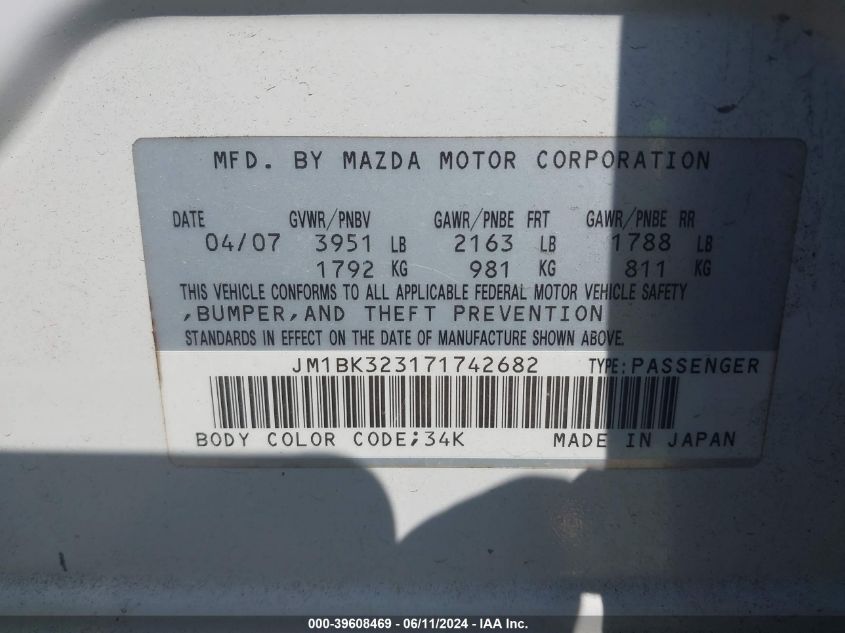 MFD. BY MAZDA MOTOR CORPORATION
DATE GVWR/PNBV GAWR/PNBE FRT GAWR/PNBE RR
04/07 3951 LB 2163 LB 1788 LB
1792 KG 981 KG 811 KG
THIS VEHICLE CONFORMS TO ALL APPLICABLE FEDERAL MOTOR VEHICLE SAFETY
,BUMPER,AND THEFT PREVENTION
STANDARDS IN EFFECT ON THE DATE OF MANUFACTURE SHOWN ABOVE.
JM1BK323171742682 TYPE:PASSENGER
BODY COLOR CODE;34K MADE IN JAPAN
000-39608469 - 06/11/2024 - IAA Inc.